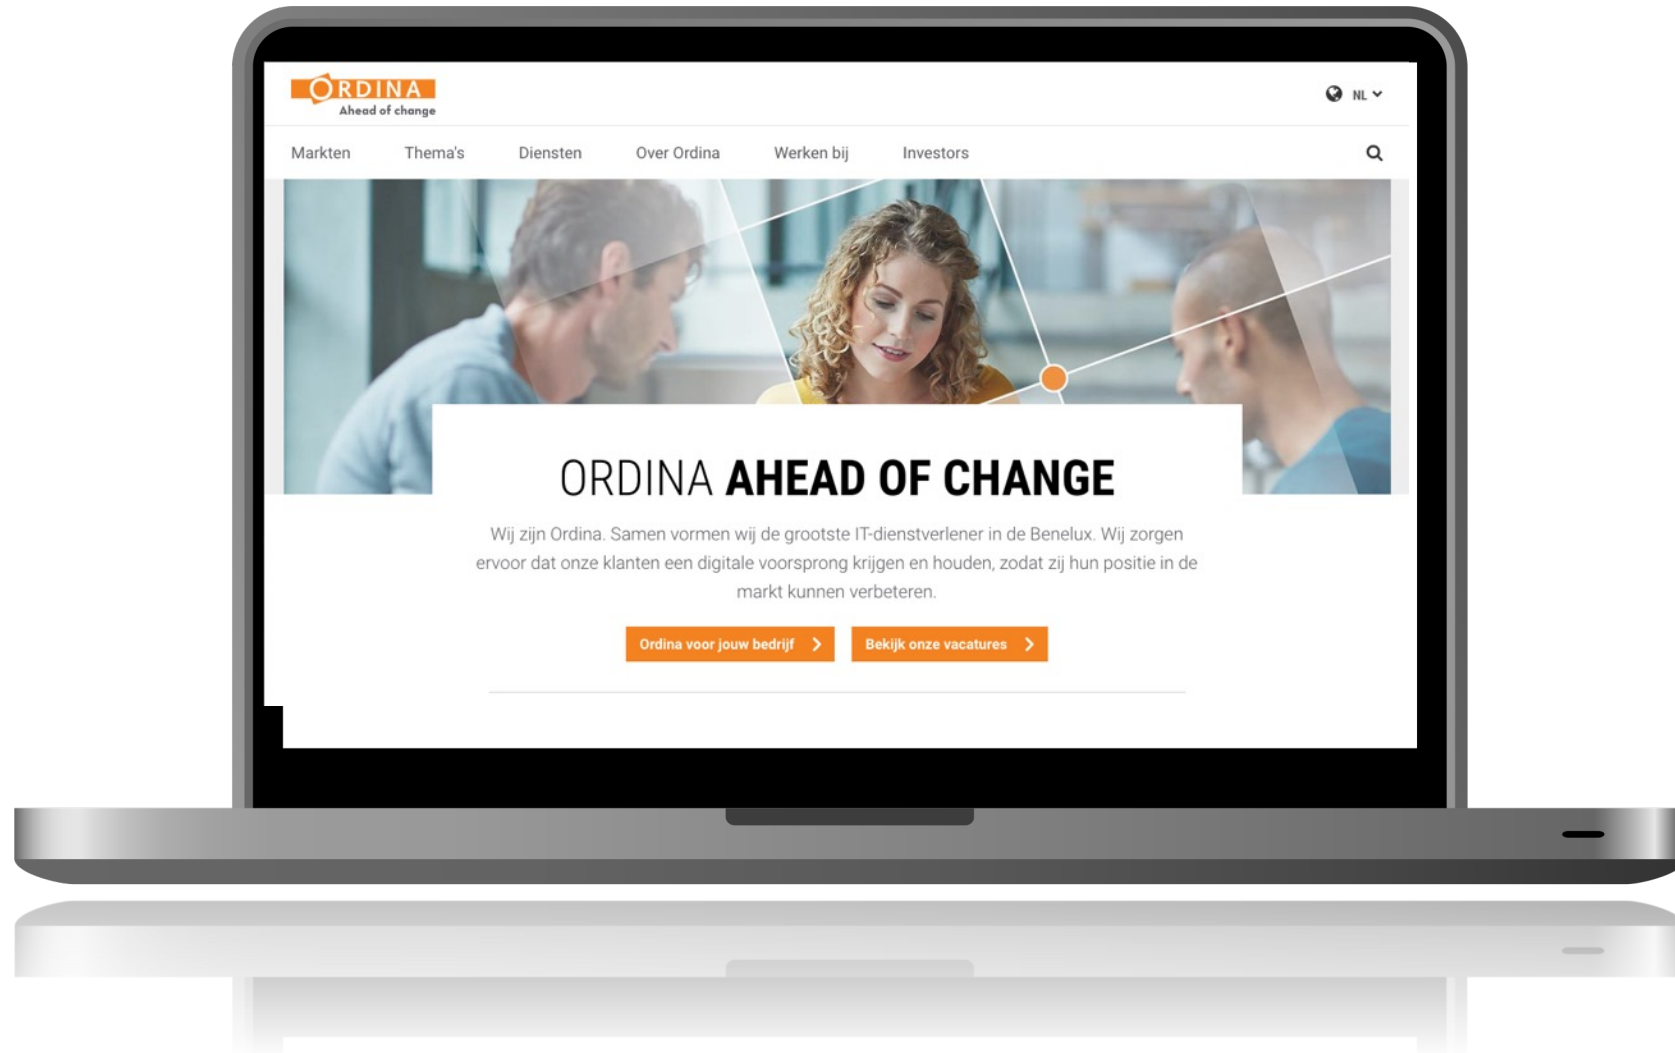 ORDINA
Ahead of change
NL
Markten Thema's Diensten Over Ordina Werken bij Investors
ORDINA AHEAD OF CHANGE
Wij zijn Ordina. Samen vormen wij de grootste IT-dienstverlener in de Benelux. Wij zorgen
ervoor dat onze klanten een digitale voorsprong krijgen en houden, zodat zij hun positie in de
markt kunnen verbeteren.
Ordina voor jouw bedrijf Bekijk onze vacatures